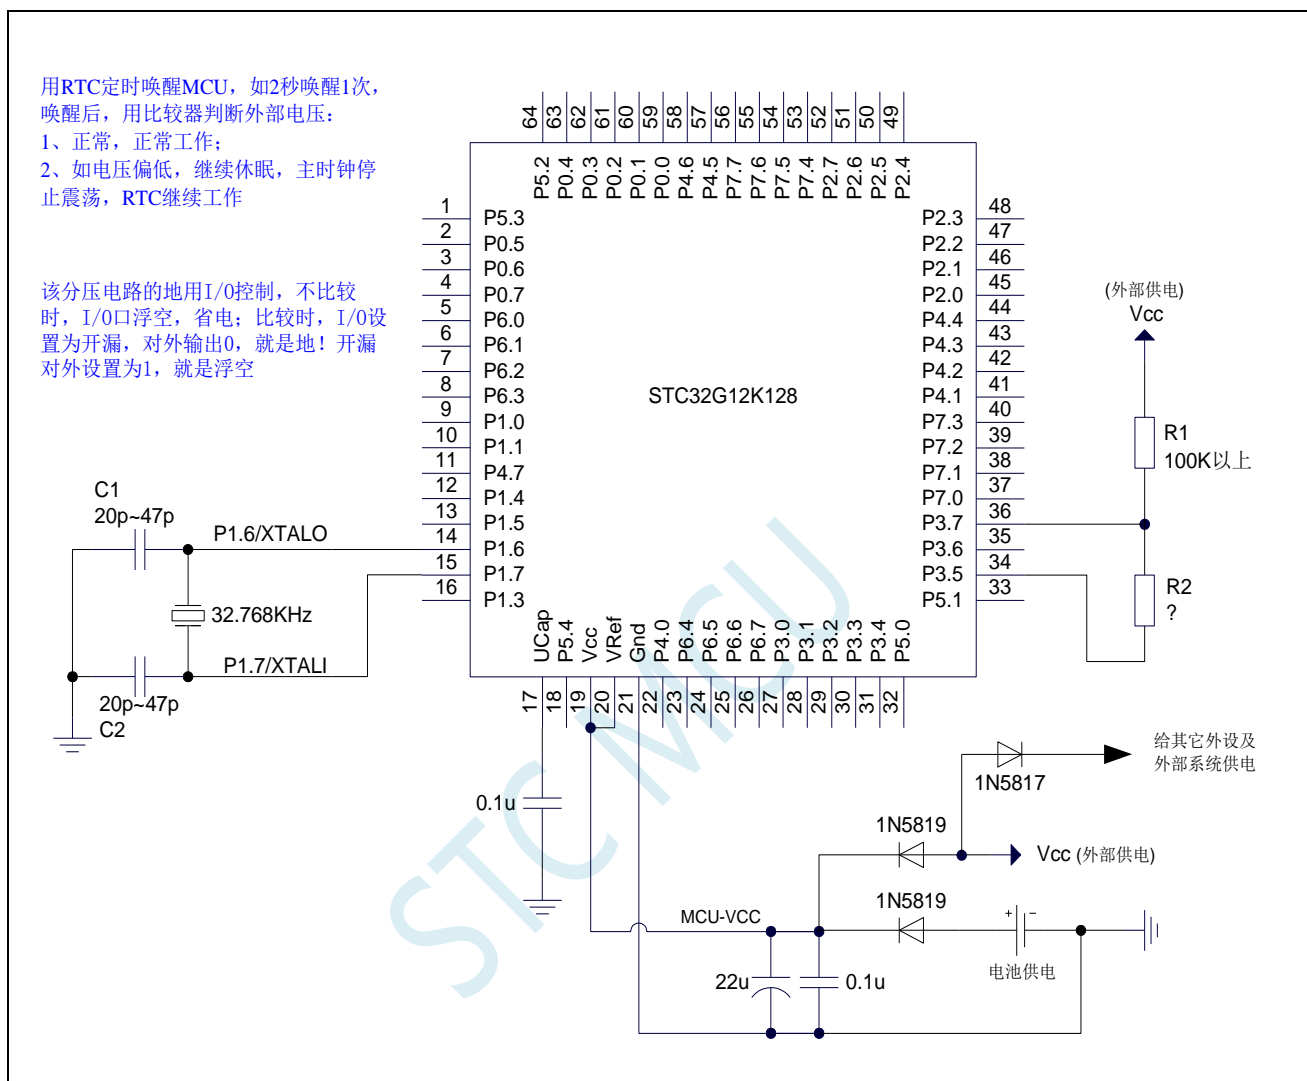 用RTC定时唤醒MCU，如2秒唤醒1次，
唤醒后，用比较器判断外部电压：
1、正常，正常工作；
2、如电压偏低，继续休眠，主时钟停
止震荡，RTC继续工作
该分压电路的地用I/O控制，不比较
时，I/O口浮空，省电；比较时，I/O设
置为开漏，对外输出0，就是地！开漏
对外设置为1，就是浮空
64 63 62 61 60 59 58 57 56 55 54 53 52 51 50 49
P5.2 P0.4 P0.3 P0.2 P0.1 P0.0 P4.6 P4.5 P7.7 P7.6 P7.5 P7.4 P2.7 P2.6 P2.5 P2.4
1 P5.3
2 P0.5
3 P0.6
4 P0.7
5 P6.0
6 P6.1
7 P6.2
8 P6.3
9 P1.0
10 P1.1
11 P4.7
12 P1.4
13 P1.5
14 P1.6
15 P1.7
16 P1.3
STC32G12K128
P2.3 48
P2.2 47
P2.1 46
P2.0 45
P4.4 44
P4.3 43
P4.2 42
P4.1 41
P7.3 40
P7.2 39
P7.1 38
P7.0 37
P3.7 36
P3.6 35
P3.5 34
P5.1 33
UCap P5.4 Vcc VRef Gnd P4.0 P6.4 P6.5 P6.6 P6.7 P3.0 P3.1 P3.2 P3.3 P3.4 P5.0
17 18 19 20 21 22 23 24 25 26 27 28 29 30 31 32
C1
20p~47p
P1.6/XTALO
32.768KHz
P1.7/XTALI
20p~47p
C2
(外部供电)
Vcc
R1
100K以上
R2
?
0.1u
给其它外设及
外部系统供电
1N5817
1N5819
Vcc (外部供电)
1N5819
MCU-VCC
+ −
电池供电
22u
0.1u
STC MCU